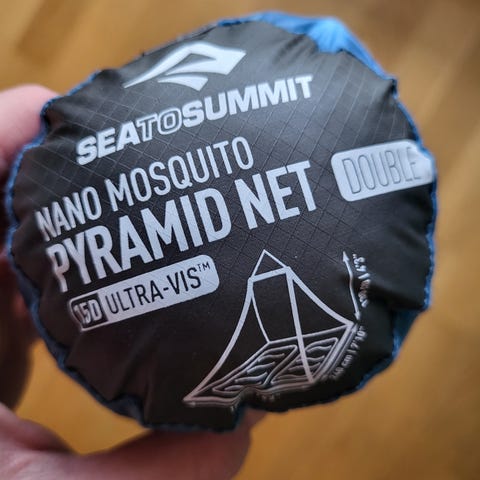 SEATOSUMMIT
NANO MOSQUITO
PYRAMID NET
DOUBLE
15D ULTRA-VIS™